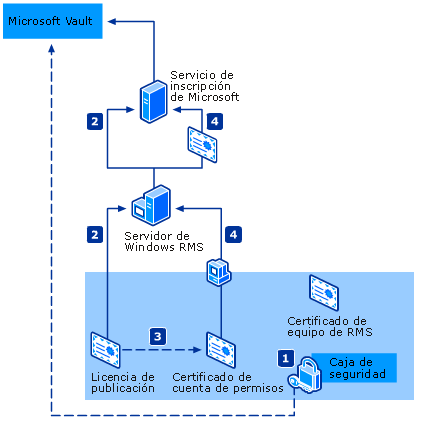 Microsoft Vault
Servicio de
inscripción
de Microsoft
2
4
Servidor de
Windows RMS
2
4
Certificado de
equipo de RMS
3
1
Caja de
seguridad
Licencia de
publicación
Certificado de
cuenta de permisos